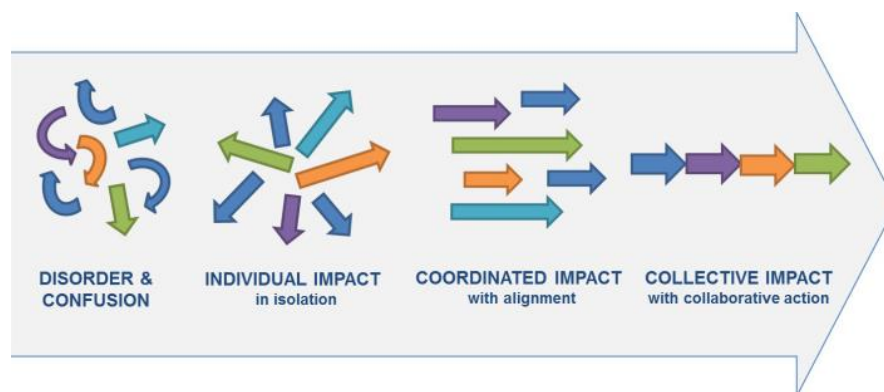 DISORDER &
CONFUSION
INDIVIDUAL IMPACT
in isolation
COORDINATED IMPACT
with alignment
COLLECTIVE IMPACT
with collaborative action